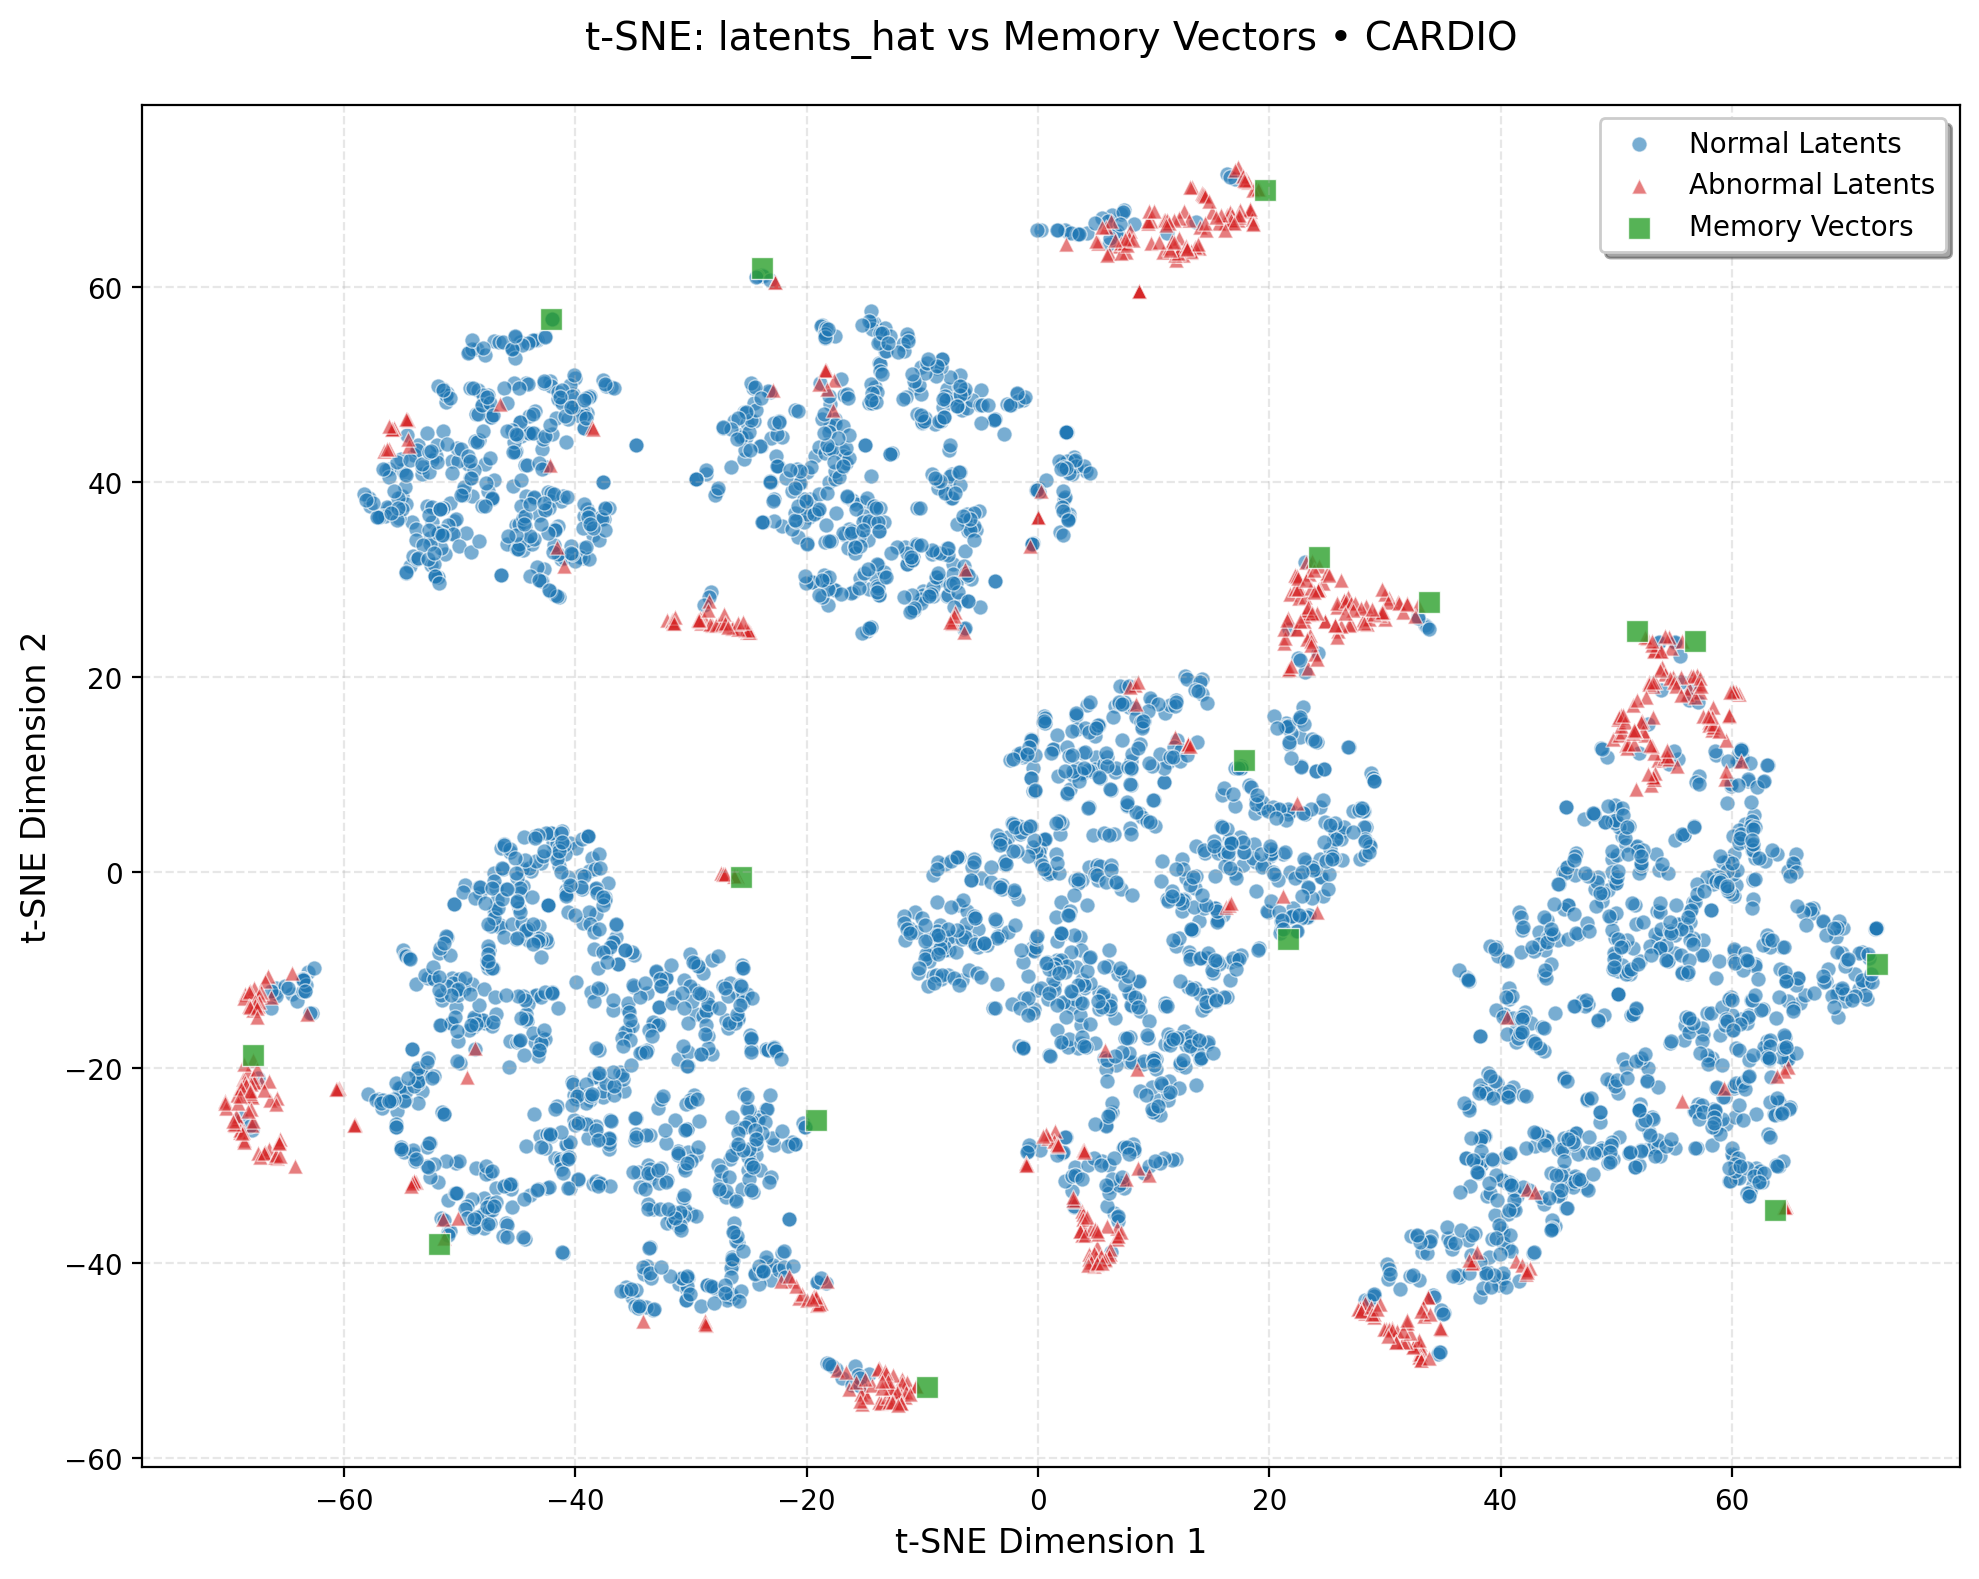 t-SNE: latents_hat vs Memory Vectors • CARDIO
Normal Latents
Abnormal Latents
Memory Vectors
t-SNE Dimension 2
60
40
20
0
−20
−40
−60
−60
−40
−20
0
20
40
60
t-SNE Dimension 1